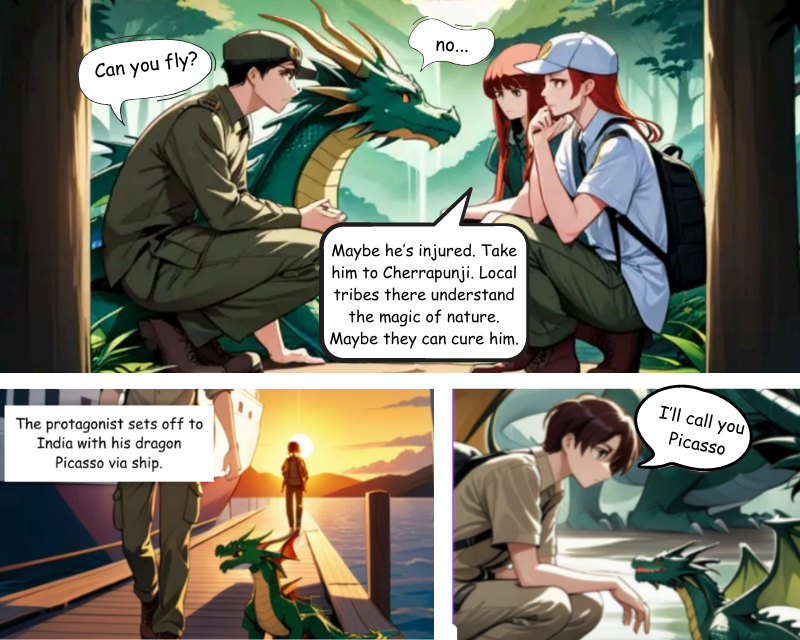 Can you fly?
no...
Maybe he's injured. Take
him to Cherrapunji. Local
tribes there understand
the magic of nature.
Maybe they can cure him.
The protagonist sets off to
India with his dragon
Picasso via ship.
I'll call you
Picasso